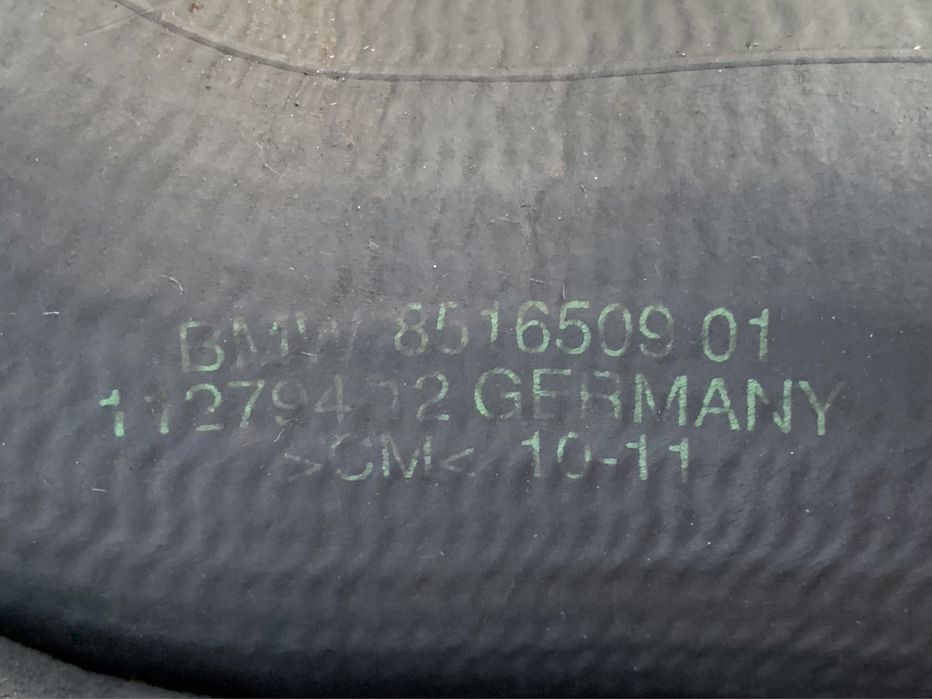 BMW 8516509 01
11279412 GERMANY
>CM< 10-11